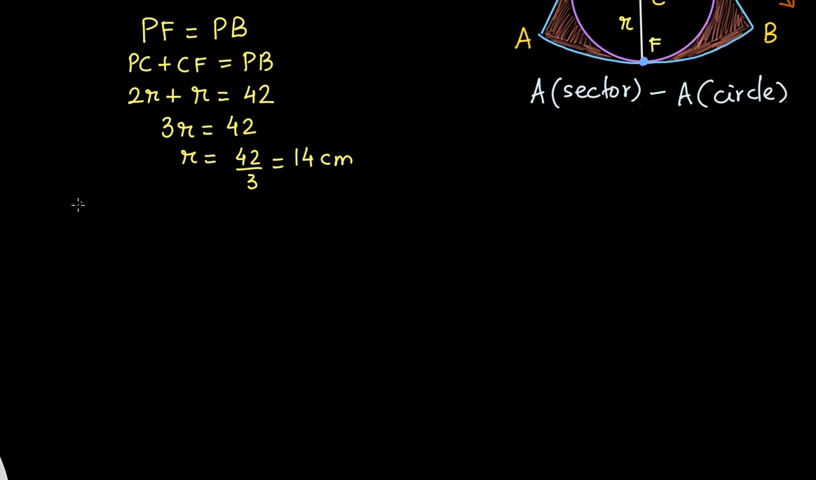 PF = PB
PC + CF = PB
2r + r = 42
3r = 42
r = 42/3 = 14 cm
C
r
F
A
B
A(sector) - A(circle)